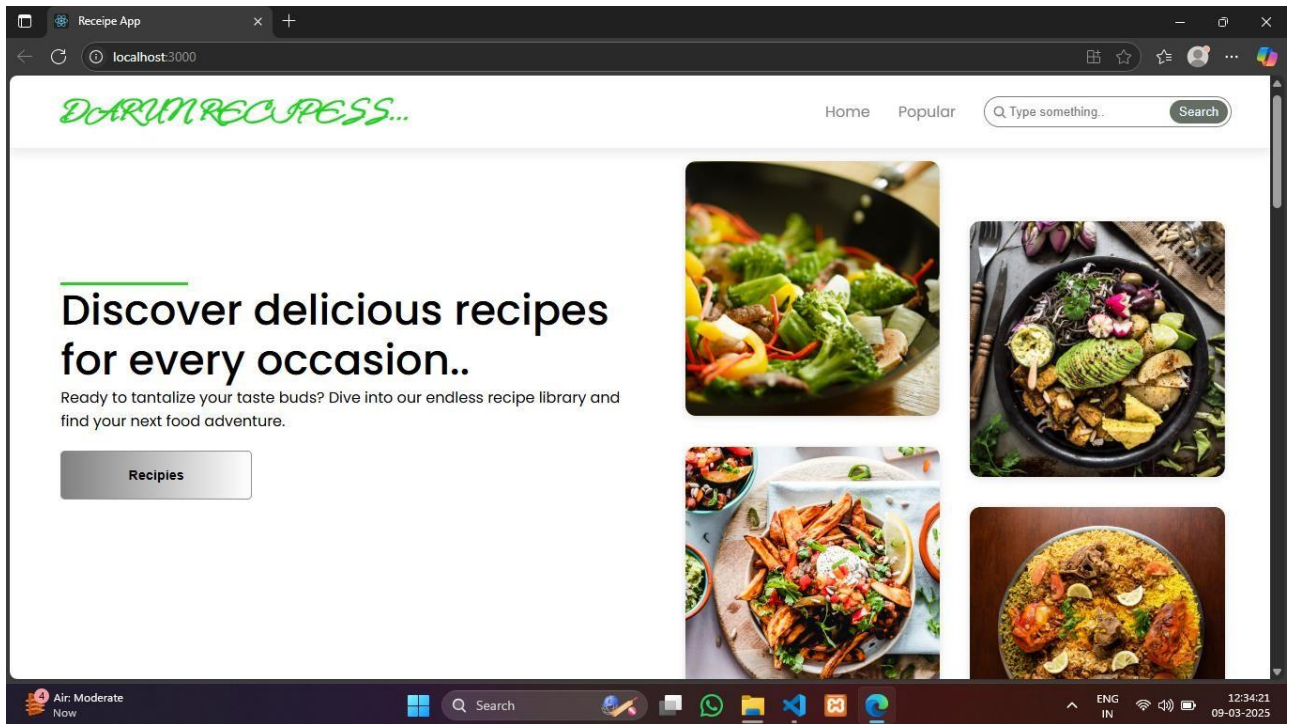 Receipe App
localhost:3000
DARUNRECIPESS...
Home Popular Type something.. Search
Discover delicious recipes
for every occasion..
Ready to tantalize your taste buds? Dive into our endless recipe library and
find your next food adventure.
Recipies
4
Air: Moderate
Now
Search
ENG
IN
12:34:21
09-03-2025